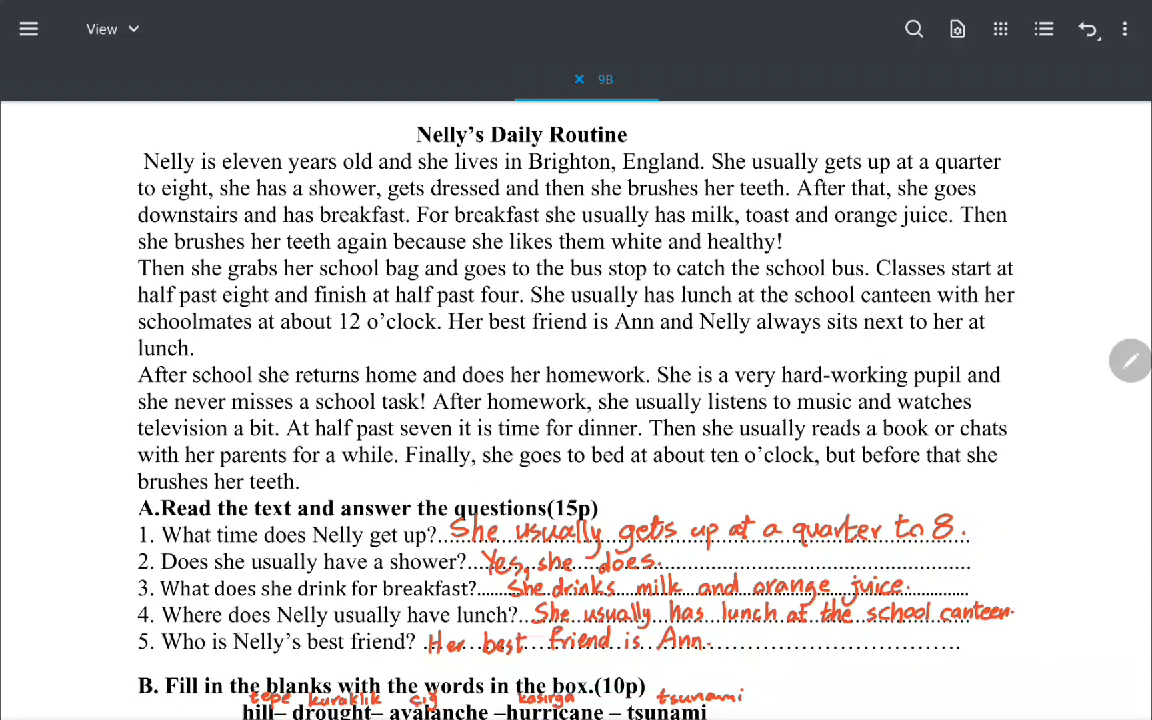 View
9B
Nelly’s Daily Routine
Nelly is eleven years old and she lives in Brighton, England. She usually gets up at a quarter
to eight, she has a shower, gets dressed and then she brushes her teeth. After that, she goes
downstairs and has breakfast. For breakfast she usually has milk, toast and orange juice. Then
she brushes her teeth again because she likes them white and healthy!
Then she grabs her school bag and goes to the bus stop to catch the school bus. Classes start at
half past eight and finish at half past four. She usually has lunch at the school canteen with her
schoolmates at about 12 o’clock. Her best friend is Ann and Nelly always sits next to her at
lunch.
After school she returns home and does her homework. She is a very hard-working pupil and
she never misses a school task! After homework, she usually listens to music and watches
television a bit. At half past seven it is time for dinner. Then she usually reads a book or chats
with her parents for a while. Finally, she goes to bed at about ten o’clock, but before that she
brushes her teeth.
A.Read the text and answer the questions(15p)
1. What time does Nelly get up? She usually gets up at a quarter to 8.
2. Does she usually have a shower? Yes, she does.
3. What does she drink for breakfast? She drinks milk and orange juice.
4. Where does Nelly usually have lunch? She usually has lunch at the school canteen.
5. Who is Nelly’s best friend? Her best friend is Ann.
B. Fill in the blanks with the words in the box.(10p)
tepe kuraklık çığ kasırga tsunami
hill– drought– avalanche –hurricane – tsunami